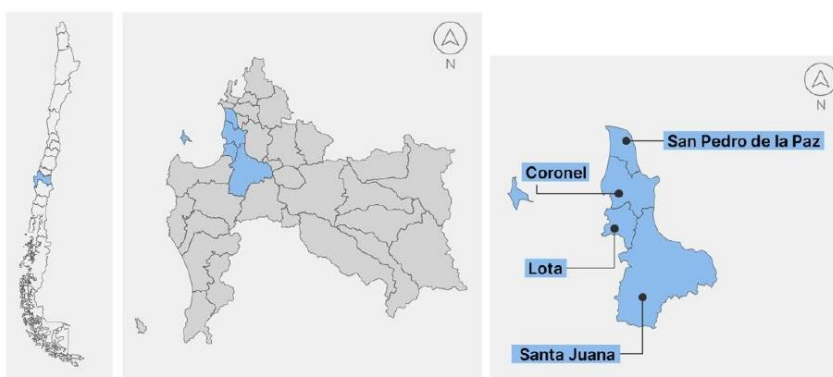 N
N
San Pedro de la Paz
Coronel
Lota
Santa Juana